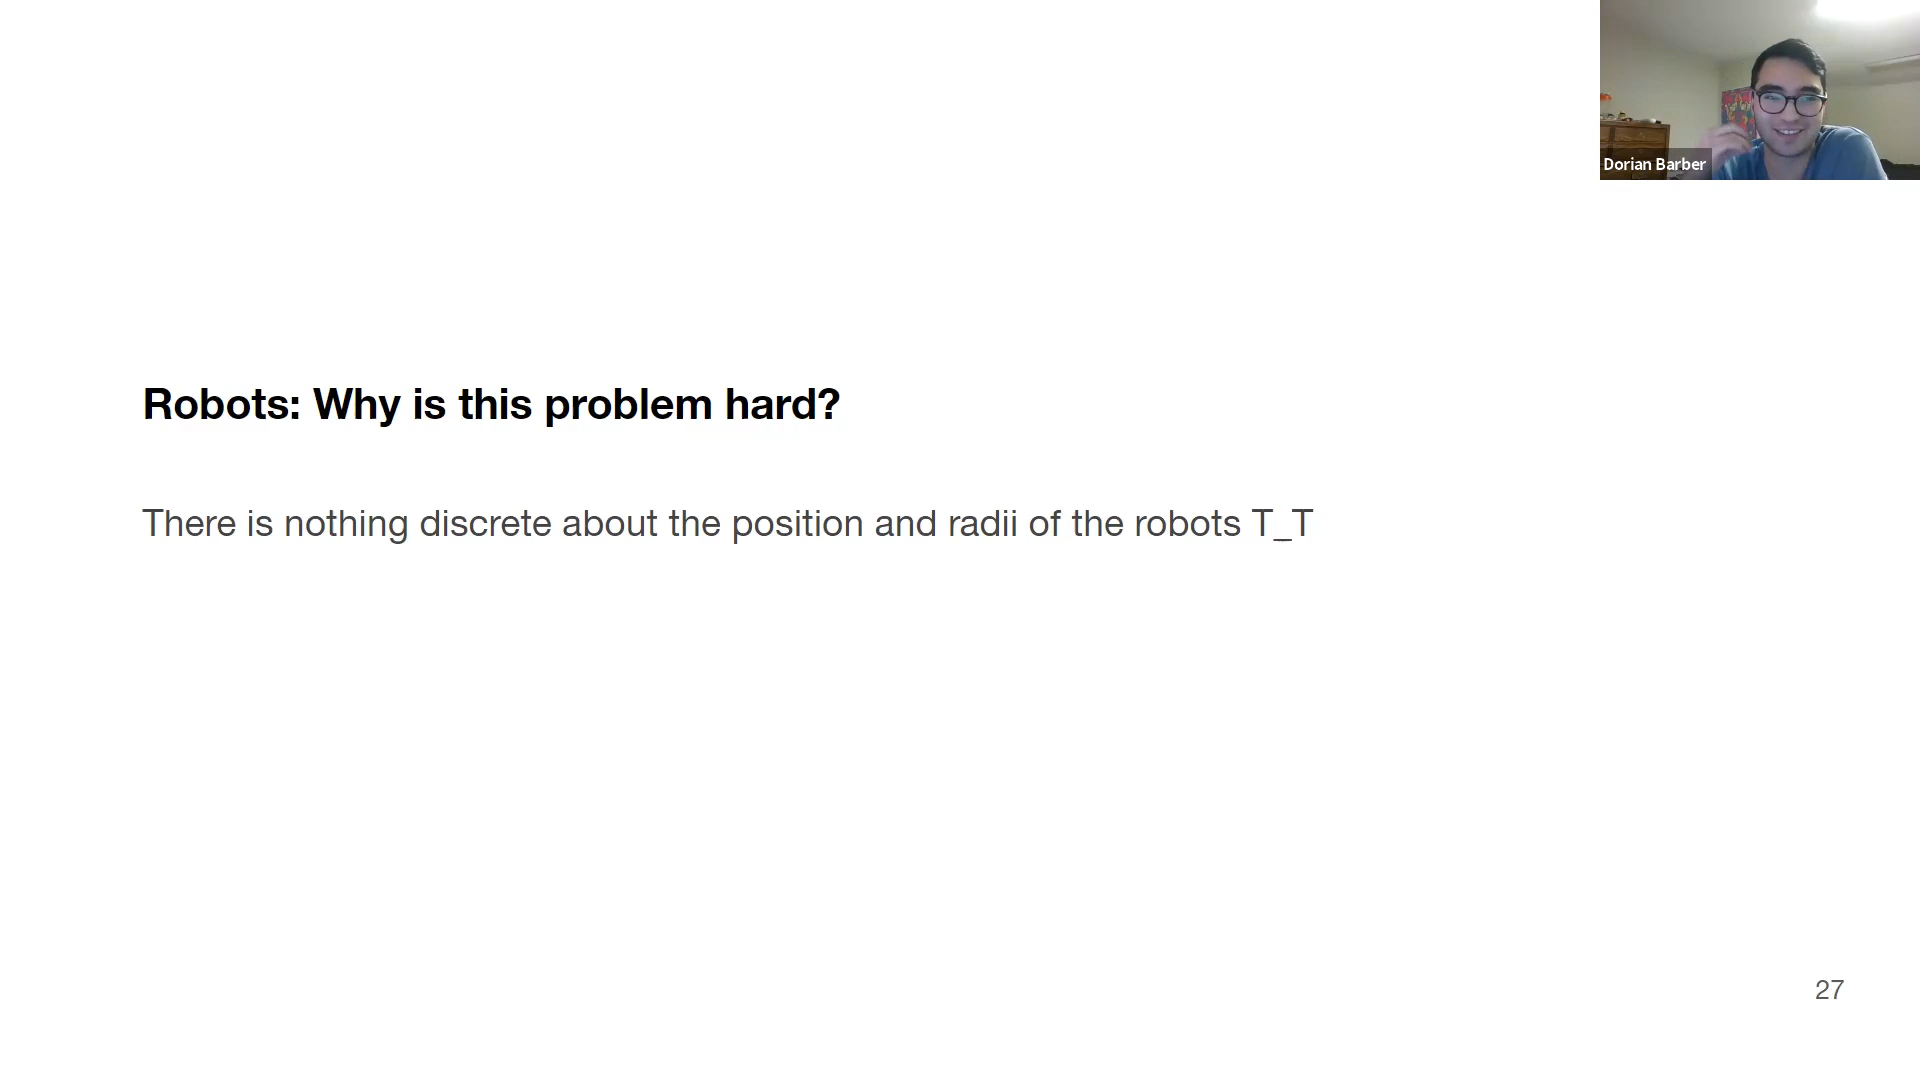 Dorian Barber
Robots: Why is this problem hard?
There is nothing discrete about the position and radii of the robots T_T
27